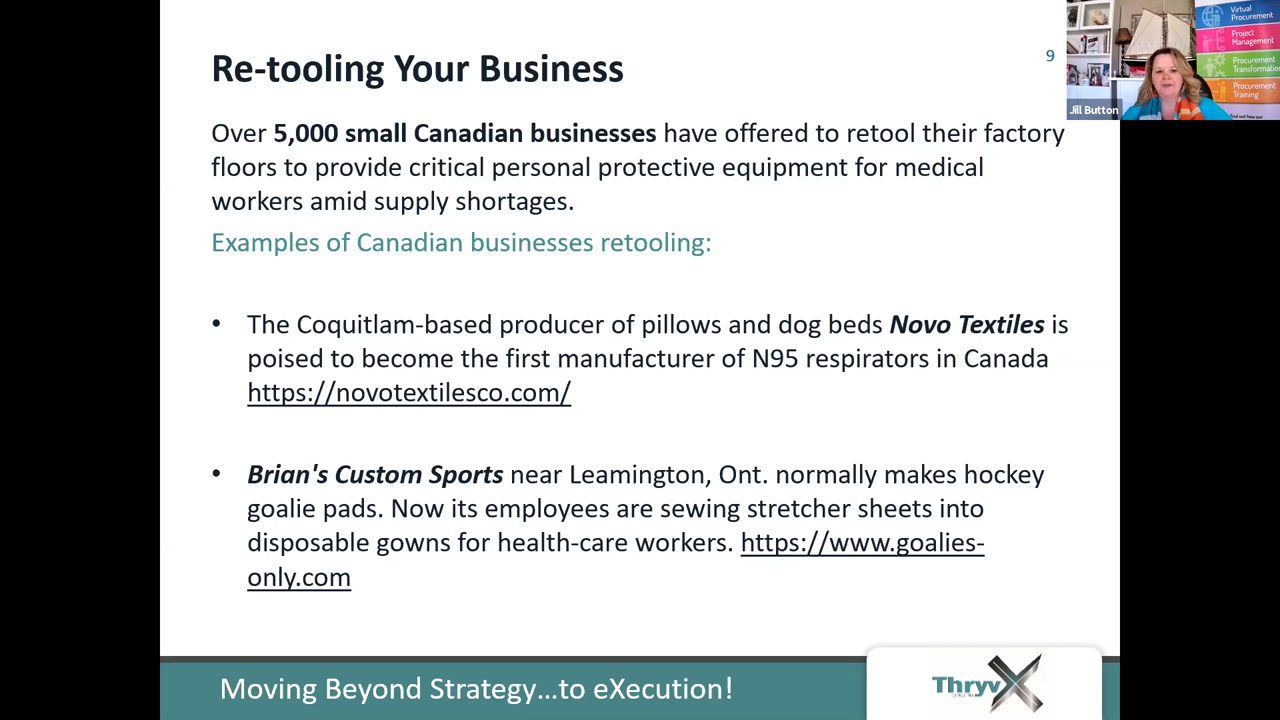 Re-tooling Your Business
9
Over 5,000 small Canadian businesses have offered to retool their factory
floors to provide critical personal protective equipment for medical
workers amid supply shortages.
Examples of Canadian businesses retooling:
• The Coquitlam-based producer of pillows and dog beds Novo Textiles is
poised to become the first manufacturer of N95 respirators in Canada
https://novotextilesco.com/
• Brian's Custom Sports near Leamington, Ont. normally makes hockey
goalie pads. Now its employees are sewing stretcher sheets into
disposable gowns for health-care workers. https://www.goalies-
only.com
Moving Beyond Strategy...to eXecution!
ThryvX
Jill Button
Virtual
Procurement
Project
Management
Procurement
Transformation
Procurement
Training
Find out how our